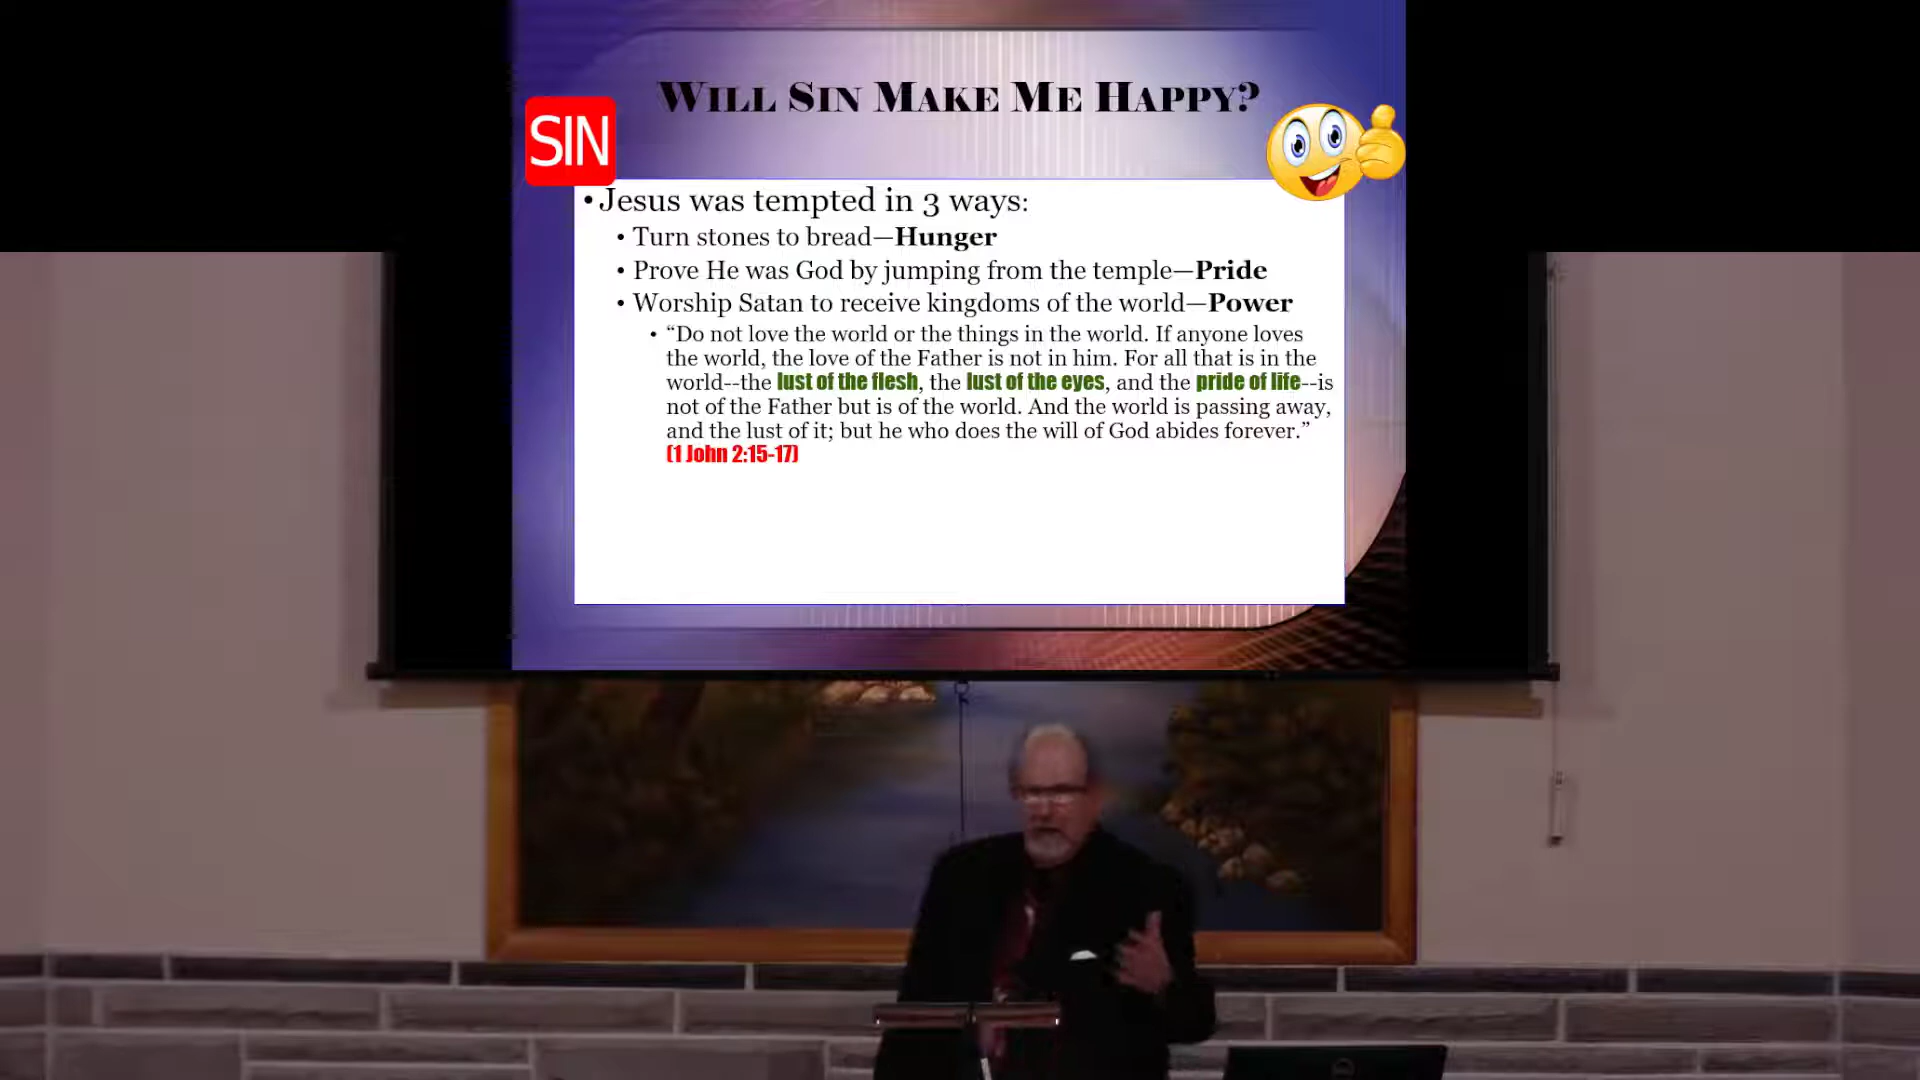 WILL SIN MAKE ME HAPPY?
SIN
• Jesus was tempted in 3 ways:
• Turn stones to bread—Hunger
• Prove He was God by jumping from the temple—Pride
• Worship Satan to receive kingdoms of the world—Power
• “Do not love the world or the things in the world. If anyone loves
the world, the love of the Father is not in him. For all that is in the
world--the lust of the flesh, the lust of the eyes, and the pride of life--is
not of the Father but is of the world. And the world is passing away,
and the lust of it; but he who does the will of God abides forever.”
(1 John 2:15-17)